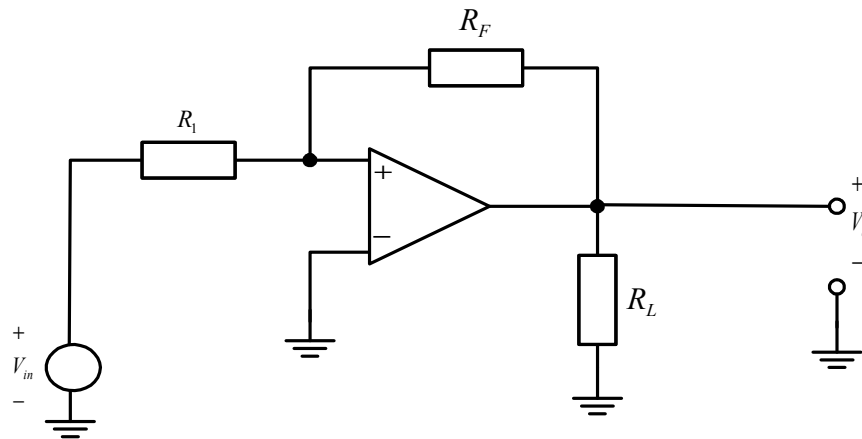 R_F
R_1
+
−
+
V
−
R_L
+
V_in
−